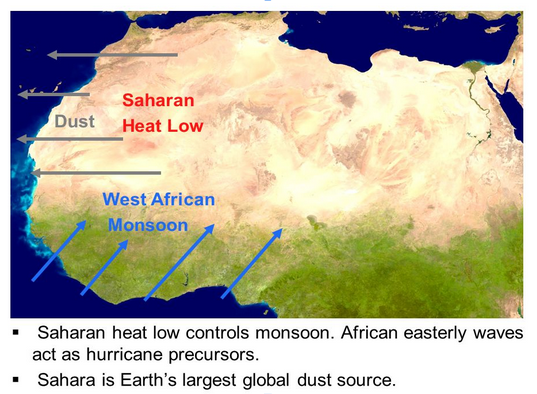 Saharan
Heat Low
Dust
West African
Monsoon
▪ Saharan heat low controls monsoon. African easterly waves
act as hurricane precursors.
▪ Sahara is Earth's largest global dust source.